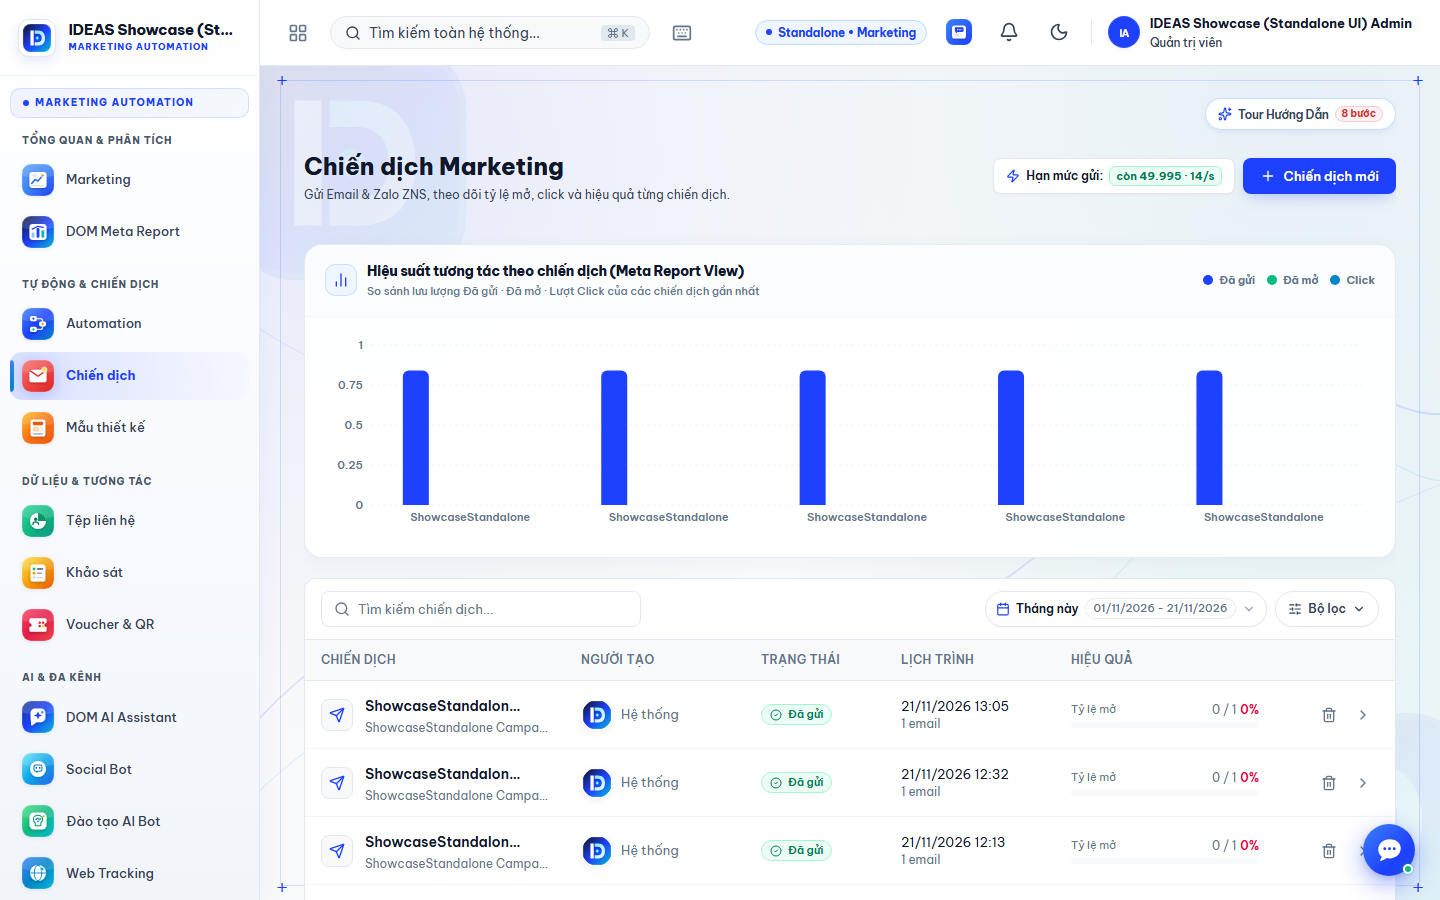 IDEAS Showcase (St...
MARKETING AUTOMATION
MARKETING AUTOMATION
TỔNG QUAN & PHÂN TÍCH
Marketing
DOM Meta Report
TỰ ĐỘNG & CHIẾN DỊCH
Automation
Chiến dịch
Mẫu thiết kế
DỮ LIỆU & TƯƠNG TÁC
Tệp liên hệ
Khảo sát
Voucher & QR
AI & ĐA KÊNH
DOM AI Assistant
Social Bot
Đào tạo AI Bot
Web Tracking
Tìm kiếm toàn hệ thống...
⌘ K
Standalone • Marketing
IA
IDEAS Showcase (Standalone UI) Admin
Quản trị viên
Tour Hướng Dẫn
8 bước
Chiến dịch Marketing
Gửi Email & Zalo ZNS, theo dõi tỷ lệ mở, click và hiệu quả từng chiến dịch.
Hạn mức gửi:
còn 49.995 · 14/s
Chiến dịch mới
Hiệu suất tương tác theo chiến dịch (Meta Report View)
So sánh lưu lượng Đã gửi · Đã mở · Lượt Click của các chiến dịch gần nhất
Đã gửi
Đã mở
Click
1
0.75
0.5
0.25
0
ShowcaseStandalone
ShowcaseStandalone
ShowcaseStandalone
ShowcaseStandalone
ShowcaseStandalone
Tìm kiếm chiến dịch...
Tháng này
01/11/2026 - 21/11/2026
Bộ lọc
CHIẾN DỊCH
NGƯỜI TẠO
TRẠNG THÁI
LỊCH TRÌNH
HIỆU QUẢ
ShowcaseStandalon...
ShowcaseStandalone Campa...
Hệ thống
Đã gửi
21/11/2026 13:05
1 email
Tỷ lệ mở
0 / 1 0%
ShowcaseStandalon...
ShowcaseStandalone Campa...
Hệ thống
Đã gửi
21/11/2026 12:32
1 email
Tỷ lệ mở
0 / 1 0%
ShowcaseStandalon...
ShowcaseStandalone Campa...
Hệ thống
Đã gửi
21/11/2026 12:13
1 email
Tỷ lệ mở
0 / 1 0%